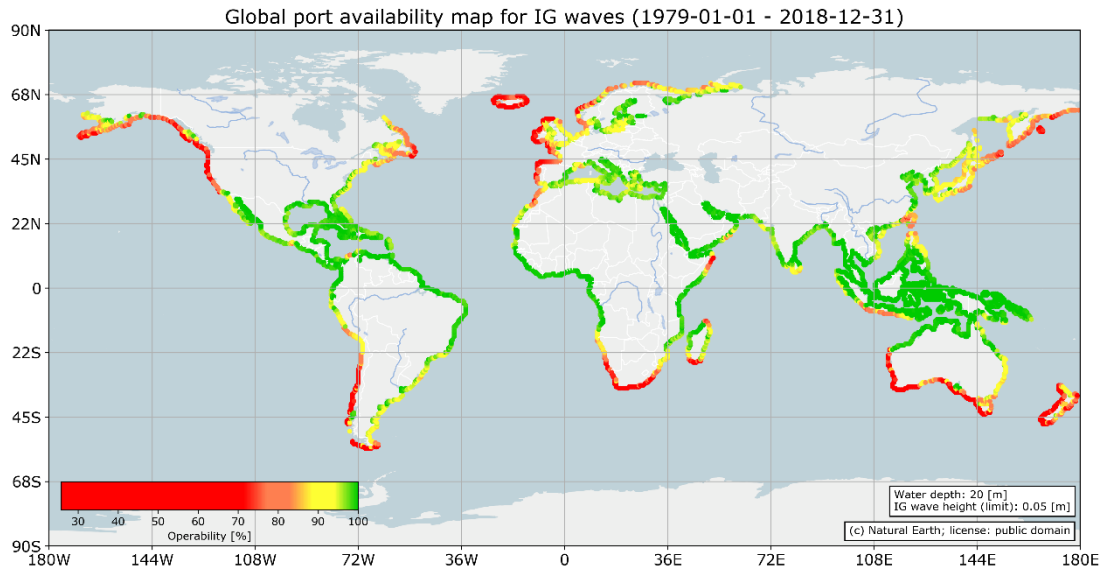 Global port availability map for IG waves (1979-01-01 - 2018-12-31)
90N
68N
45N
22N
0
22S
45S
68S
90S
30 40 50 60 70 80 90 100
Operability [%]
Water depth: 20 [m]
IG wave height (limit): 0.05 [m]
(c) Natural Earth; license: public domain
180W 144W 108W 72W 36W 0 36E 72E 108E 144E 180E